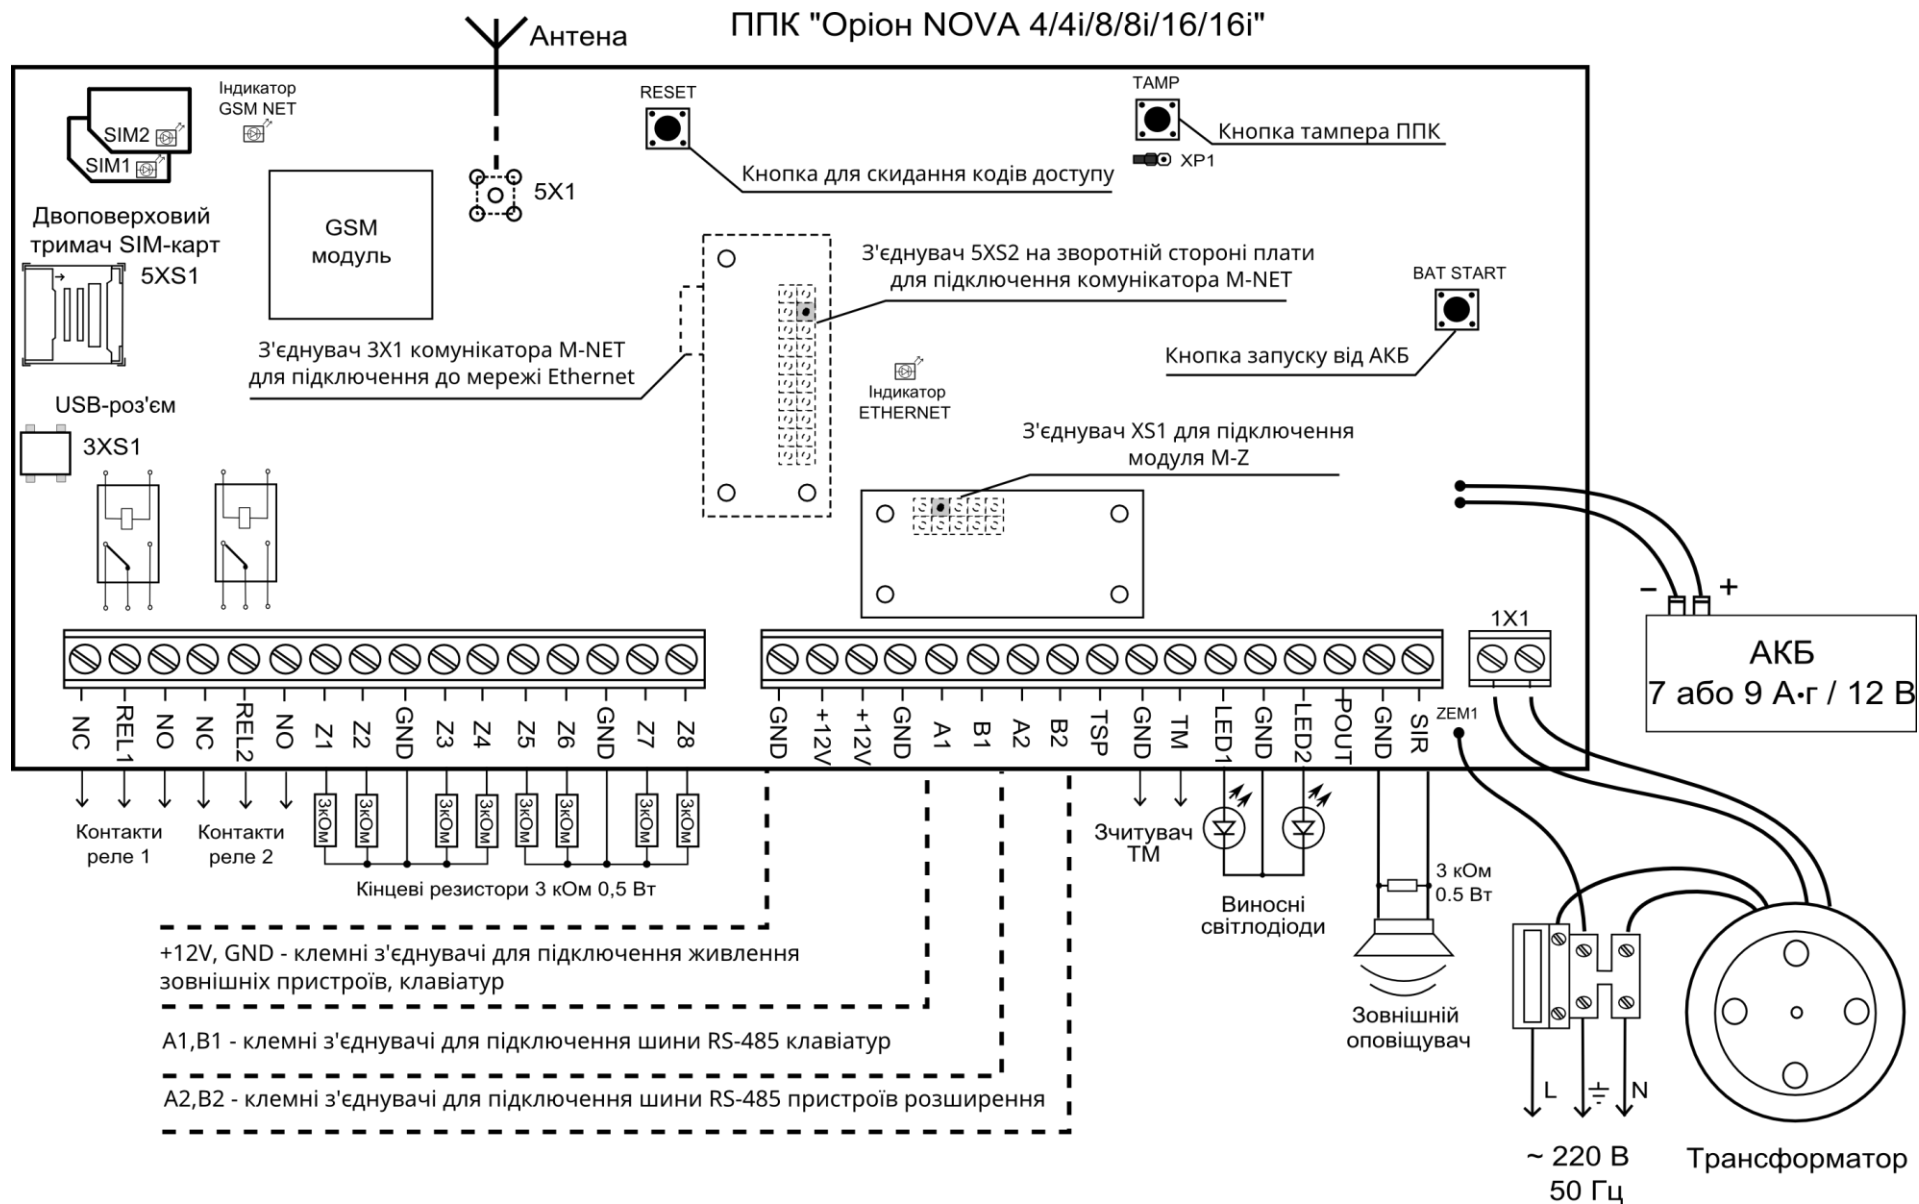 ППК "Оріон NOVA 4/4i/8/8i/16/16i"
Антена
Індикатор
GSM NET
SIM2
SIM1
RESET
Кнопка для скидання кодів доступу
TAMP
Кнопка тампера ППК
XP1
5X1
GSM
модуль
Двоповерховий
тримач SIM-карт
5XS1
З'єднувач 5XS2 на зворотній стороні плати
для підключення комунікатора M-NET
BAT START
Кнопка запуску від АКБ
З'єднувач 3X1 комунікатора M-NET
для підключення до мережі Ethernet
Індикатор
ETHERNET
USB-роз'єм
3XS1
З'єднувач XS1 для підключення
модуля M-Z
– +
АКБ
7 або 9 А·г / 12 В
1X1
NC REL1 NO NC REL2 NO Z1 Z2 GND Z3 Z4 Z5 Z6 GND Z7 Z8
GND +12V +12V GND A1 B1 A2 B2 TSP GND TM LED1 GND LED2 POUT GND SIR
ZEM1
3кОм 3кОм 3кОм 3кОм 3кОм 3кОм 3кОм 3кОм
Контакти
реле 1
Контакти
реле 2
Кінцеві резистори 3 кОм 0,5 Вт
Зчитувач
ТМ
Виносні
світлодіоди
3 кОм
0.5 Вт
Зовнішній
оповіщувач
+12V, GND - клемні з'єднувачі для підключення живлення
зовнішніх пристроїв, клавіатур
A1,B1 - клемні з'єднувачі для підключення шини RS-485 клавіатур
A2,B2 - клемні з'єднувачі для підключення шини RS-485 пристроїв розширення
L N
~ 220 В
50 Гц
Трансформатор